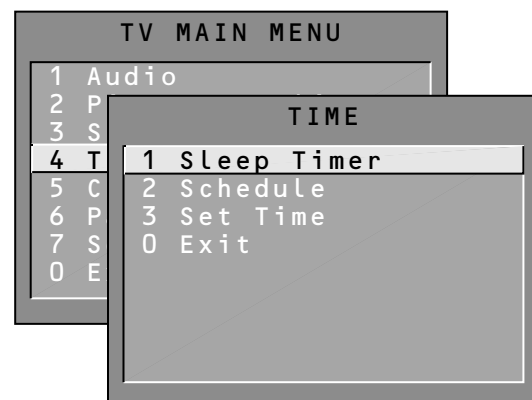 TV MAIN MENU
1 Audio
2 P
3 S
4 T
5 C
6 P
7 S
0 E
TIME
1 Sleep Timer
2 Schedule
3 Set Time
0 Exit